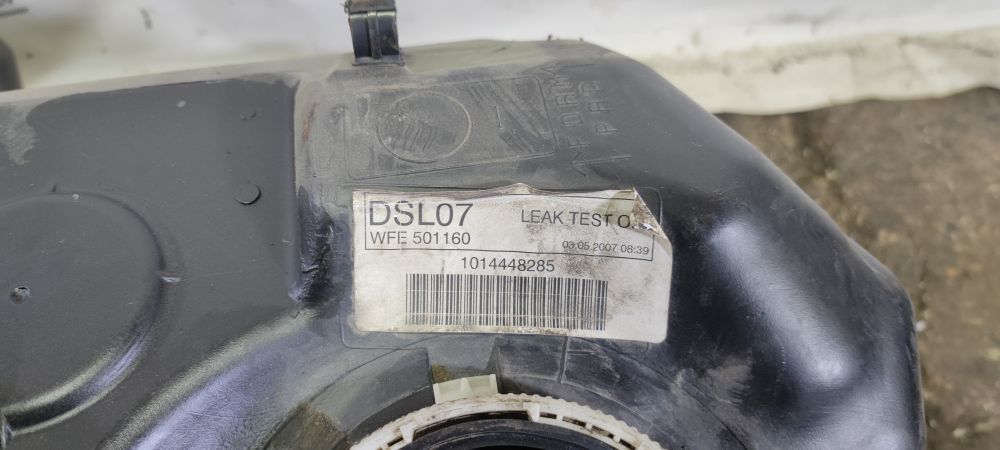 DSL07
LEAK TEST O.
WFE 501160
03.05.2007 08:39
1014448285